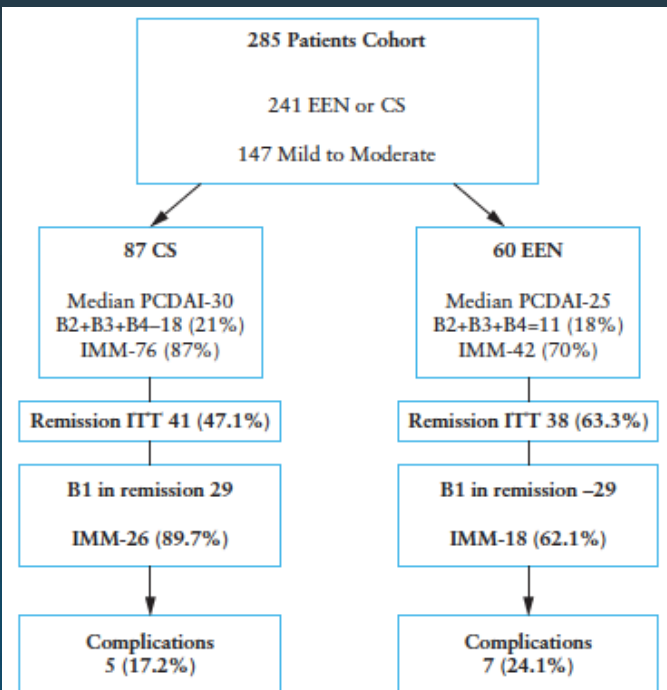 285 Patients Cohort
241 EEN or CS
147 Mild to Moderate
87 CS
Median PCDAI-30
B2+B3+B4–18 (21%)
IMM-76 (87%)
60 EEN
Median PCDAI-25
B2+B3+B4=11 (18%)
IMM-42 (70%)
Remission ITT 41 (47.1%)
Remission ITT 38 (63.3%)
B1 in remission 29
IMM-26 (89.7%)
B1 in remission –29
IMM-18 (62.1%)
Complications
5 (17.2%)
Complications
7 (24.1%)